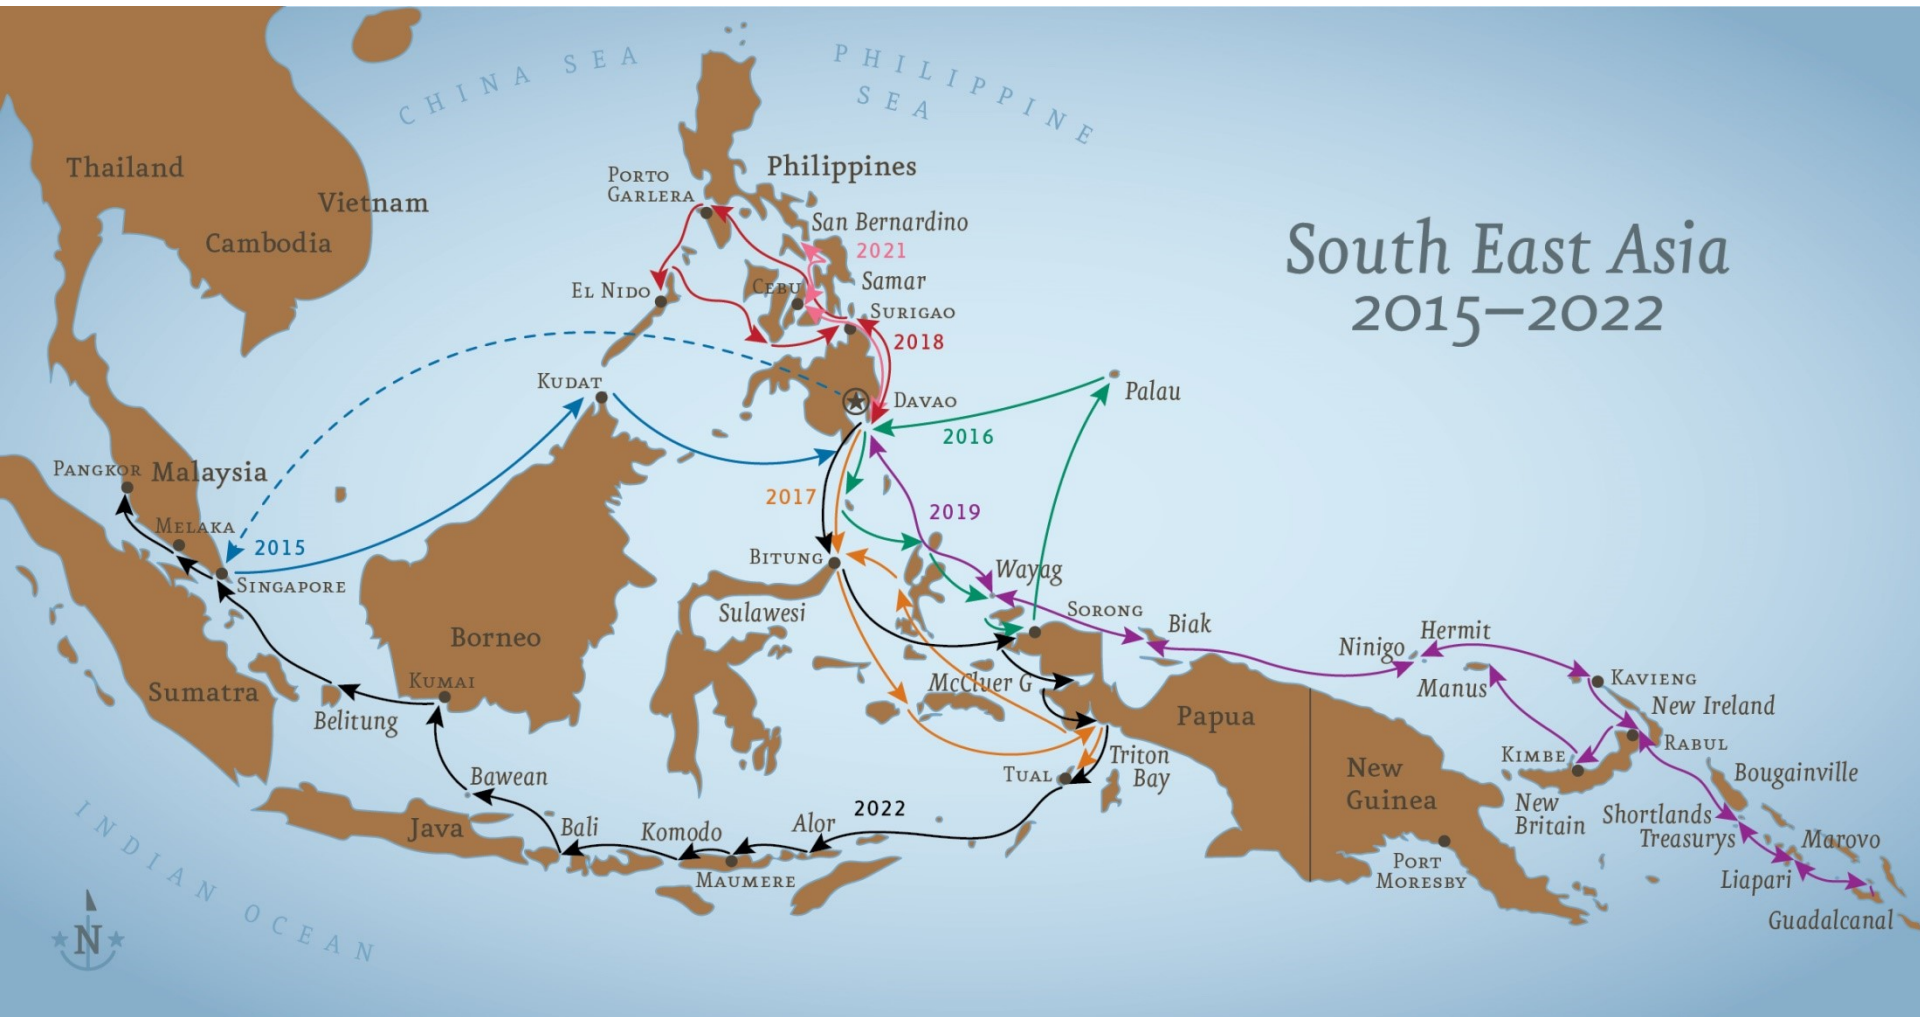 CHINA SEA
PHILIPPINE
SEA
Thailand
Vietnam
Cambodia
Philippines
PORTO
GARLERA
San Bernardino
2021
South East Asia
2015–2022
EL NIDO
CEBU
Samar
SURIGAO
2018
KUDAT
DAVAO
Palau
2016
PANGKOR
Malaysia
2017
2019
MELAKA
2015
SINGAPORE
BITUNG
Wayag
Sulawesi
SORONG
Biak
Borneo
Ninigo
Hermit
KUMAI
McCluer G
Manus
KAVIENG
Sumatra
Belitung
Papua
New Ireland
RABUL
KIMBE
Triton
Bay
TUAL
Bawean
New
Guinea
Bougainville
New
Britain
Shortlands
Treasurys
Java
Bali
Komodo
Alor
2022
Marovo
MAUMERE
PORT
MORESBY
Liapari
Guadalcanal
INDIAN OCEAN
N